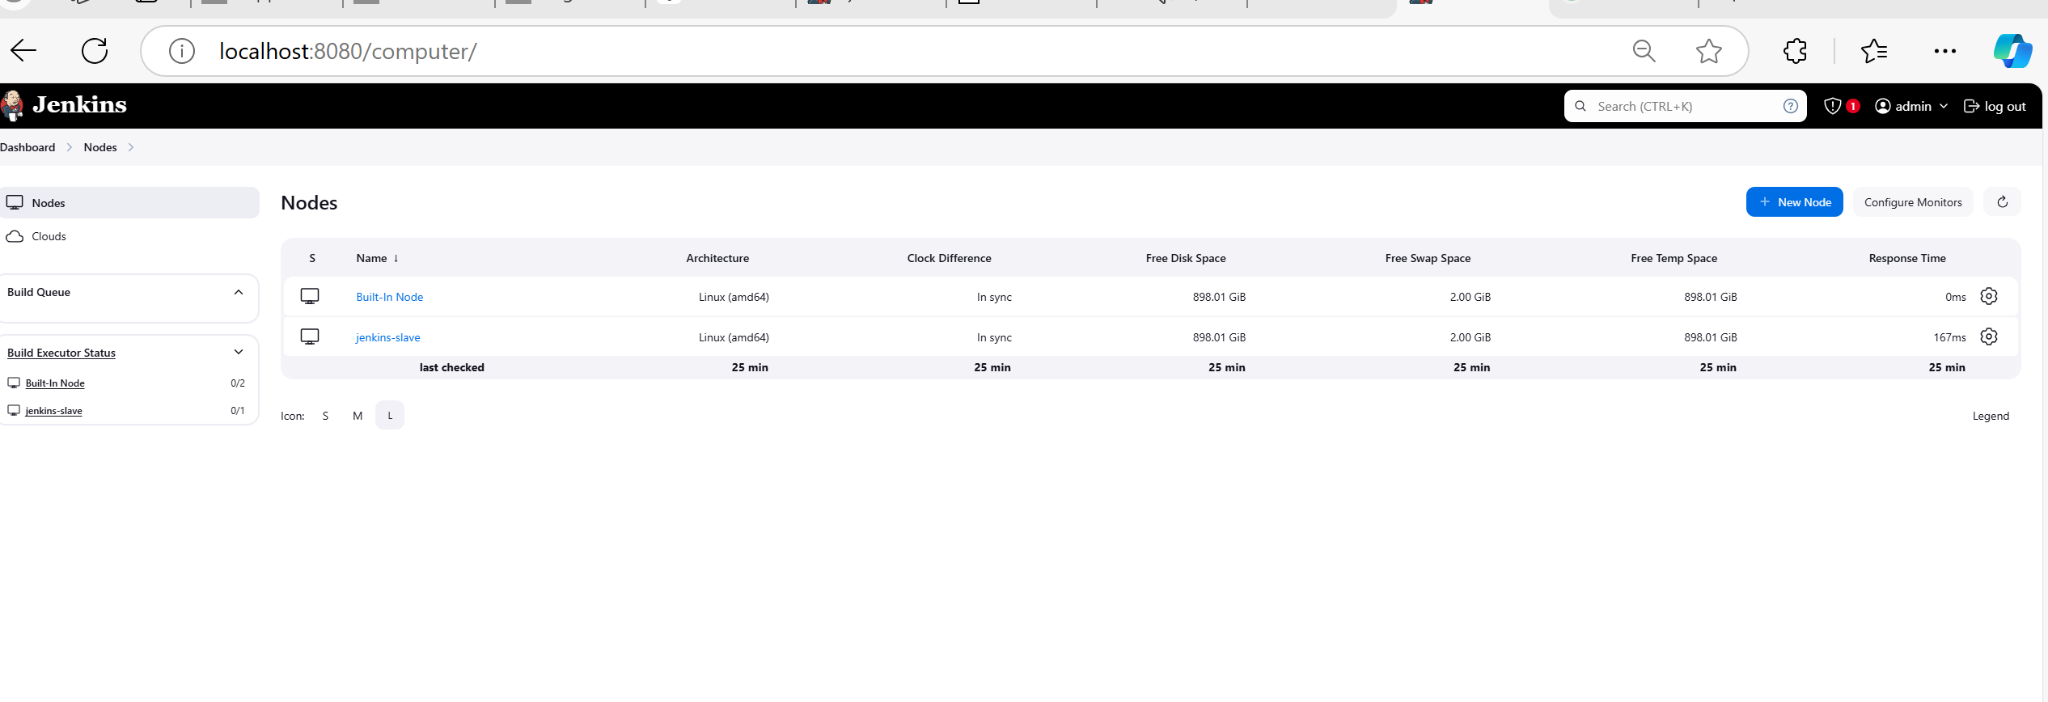 localhost:8080/computer/
Jenkins
Search (CTRL+K)
1
admin
log out
Dashboard
Nodes
Nodes
Clouds
Build Queue
Build Executor Status
Built-In Node 0/2
jenkins-slave 0/1
Nodes
+ New Node
Configure Monitors
S Name ↓ Architecture Clock Difference Free Disk Space Free Swap Space Free Temp Space Response Time
Built-In Node Linux (amd64) In sync 898.01 GiB 2.00 GiB 898.01 GiB 0ms
jenkins-slave Linux (amd64) In sync 898.01 GiB 2.00 GiB 898.01 GiB 167ms
last checked 25 min 25 min 25 min 25 min 25 min 25 min
Icon: S M L
Legend